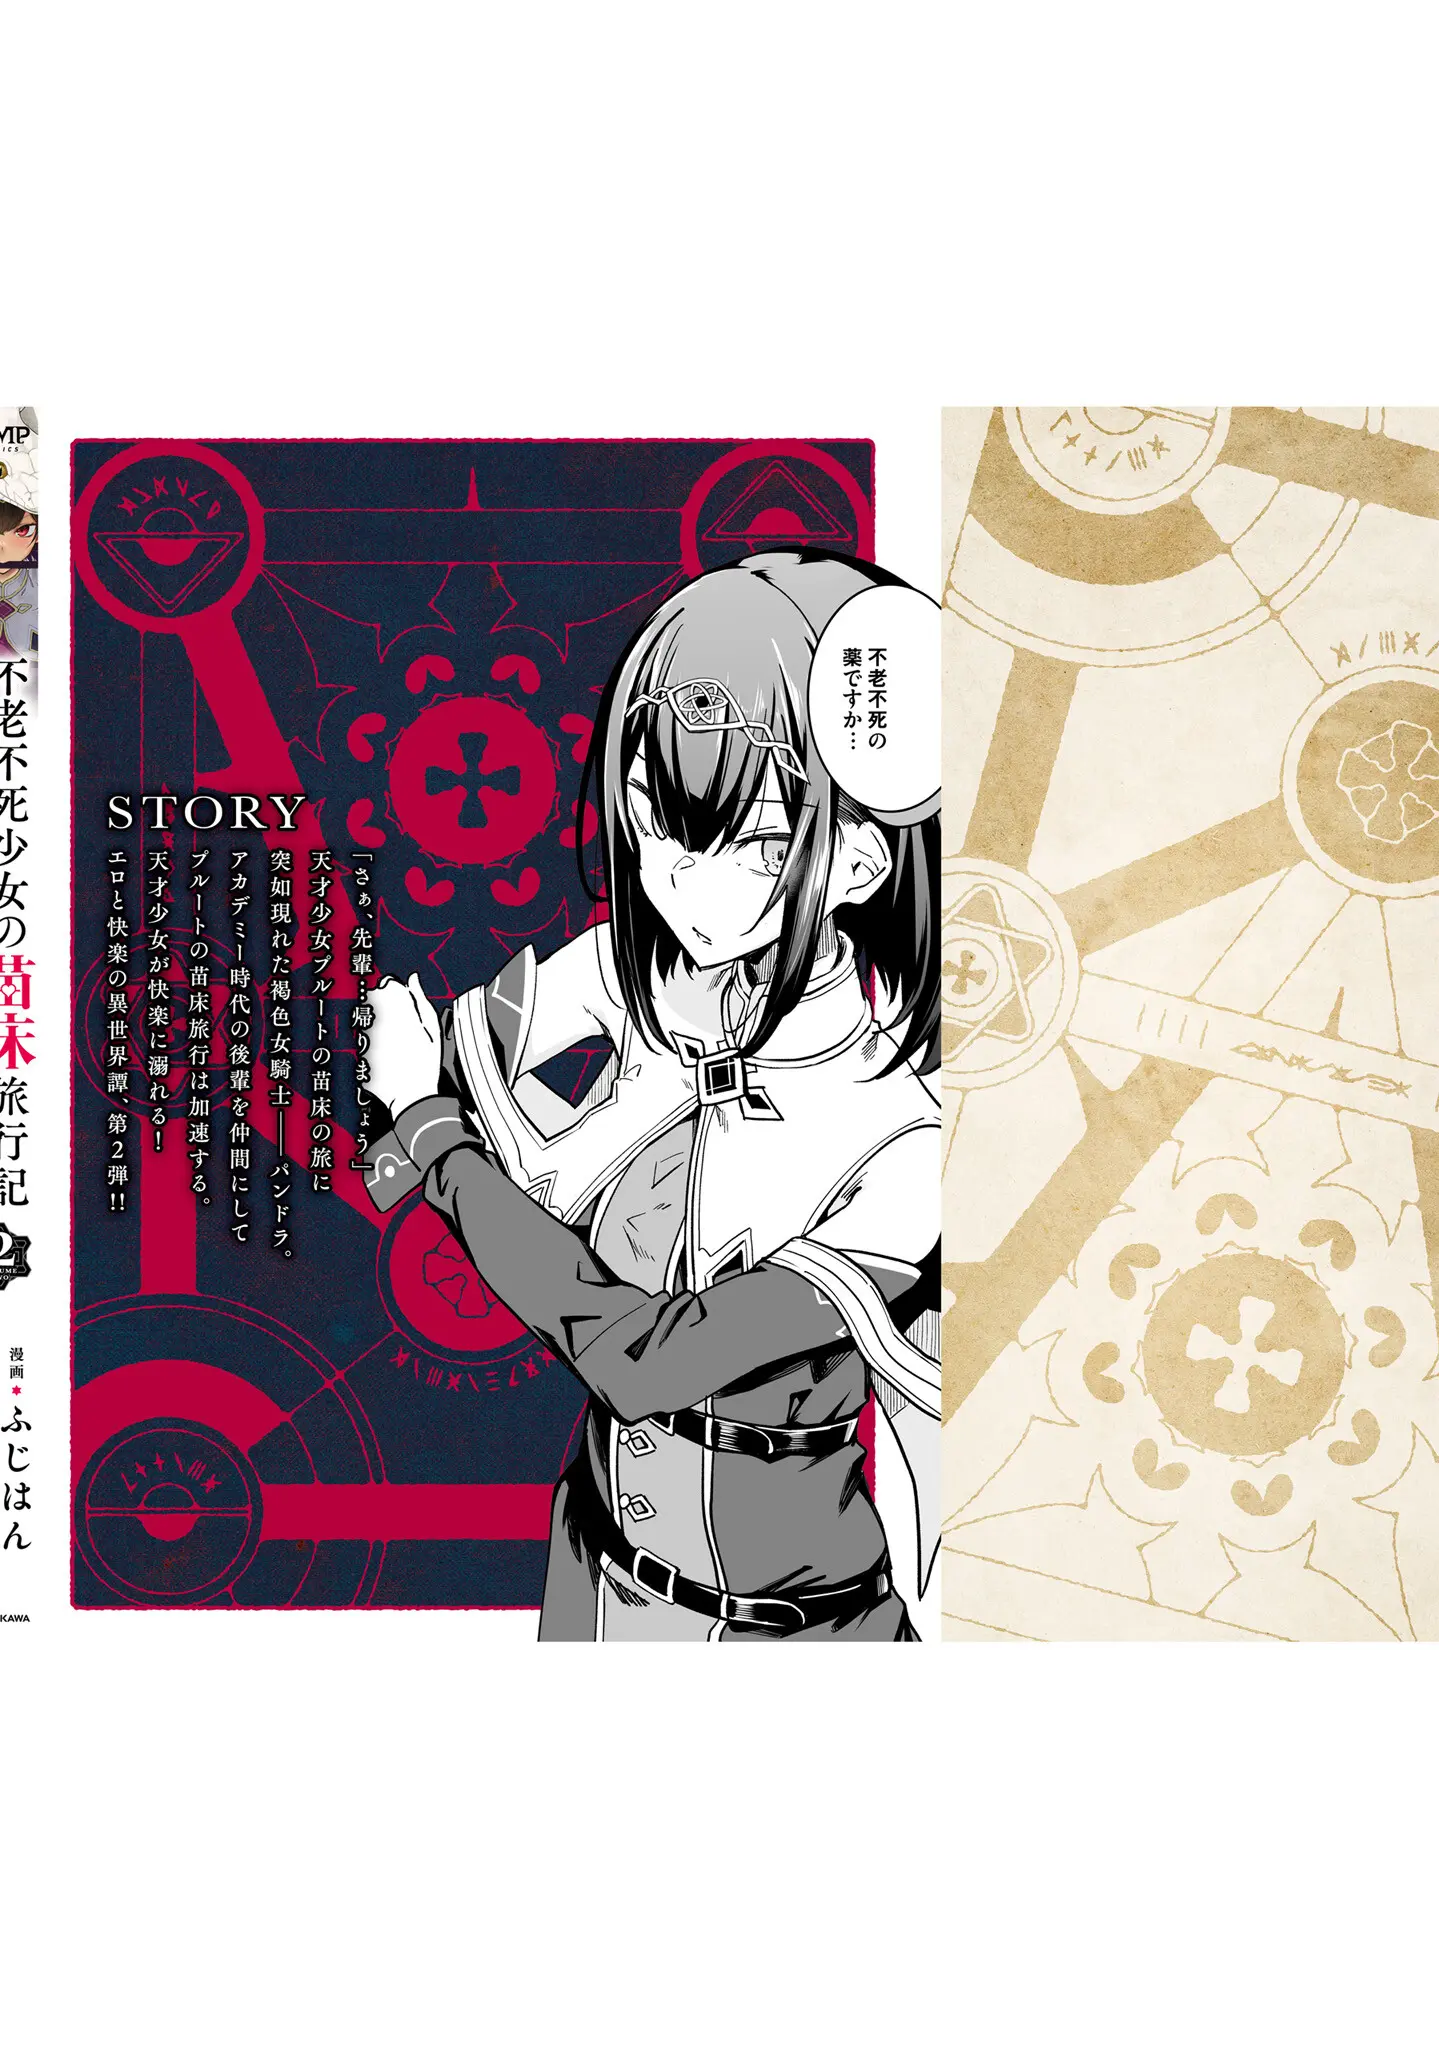 不老不死の
薬ですか…
STORY
「さぁ、先輩…帰りましょう」
天才少女プルートの苗床の旅に
突如現れた褐色女騎士――パンドラ。
アカデミー時代の後輩を仲間にして
プルートの苗床旅行は加速する。
天才少女が快楽に溺れる！
エロと快楽の異世界譚、第2弾!!
不老不死少女の苗床旅行記
2
漫画★ふじはん